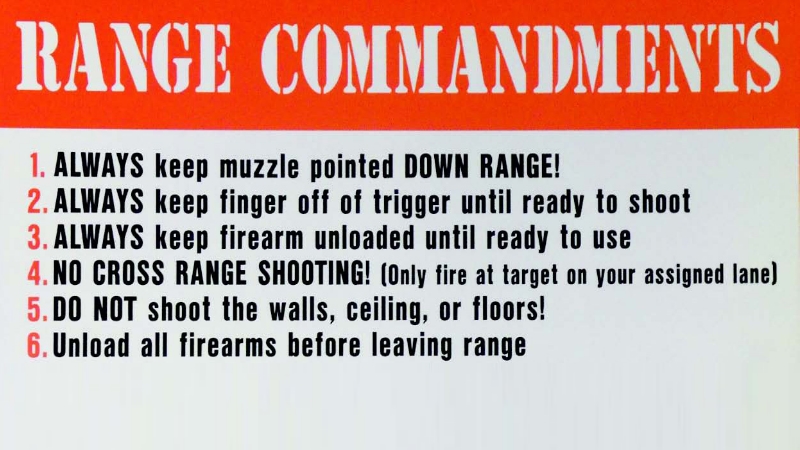 RANGE COMMANDMENTS
1. ALWAYS keep muzzle pointed DOWN RANGE!
2. ALWAYS keep finger off of trigger until ready to shoot
3. ALWAYS keep firearm unloaded until ready to use
4. NO CROSS RANGE SHOOTING! (Only fire at target on your assigned lane)
5. DO NOT shoot the walls, ceiling, or floors!
6. Unload all firearms before leaving range